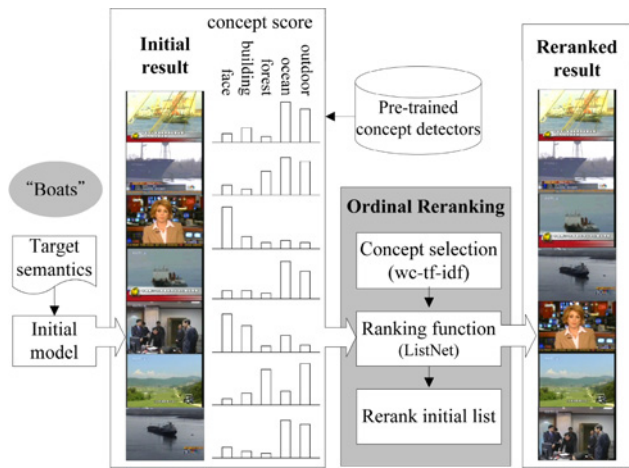 Initial
result
concept score
face
building
forest
ocean
outdoor
Pre-trained
concept detectors
"Boats"
Target
semantics
Initial
model
Ordinal Reranking
Concept selection
(wc-tf-idf)
Ranking function
(ListNet)
Rerank initial list
Reranked
result